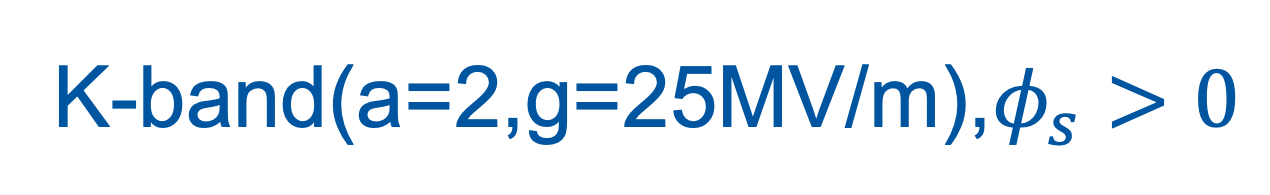 K-band(a=2,g=25MV/m),𝜙ₛ > 0